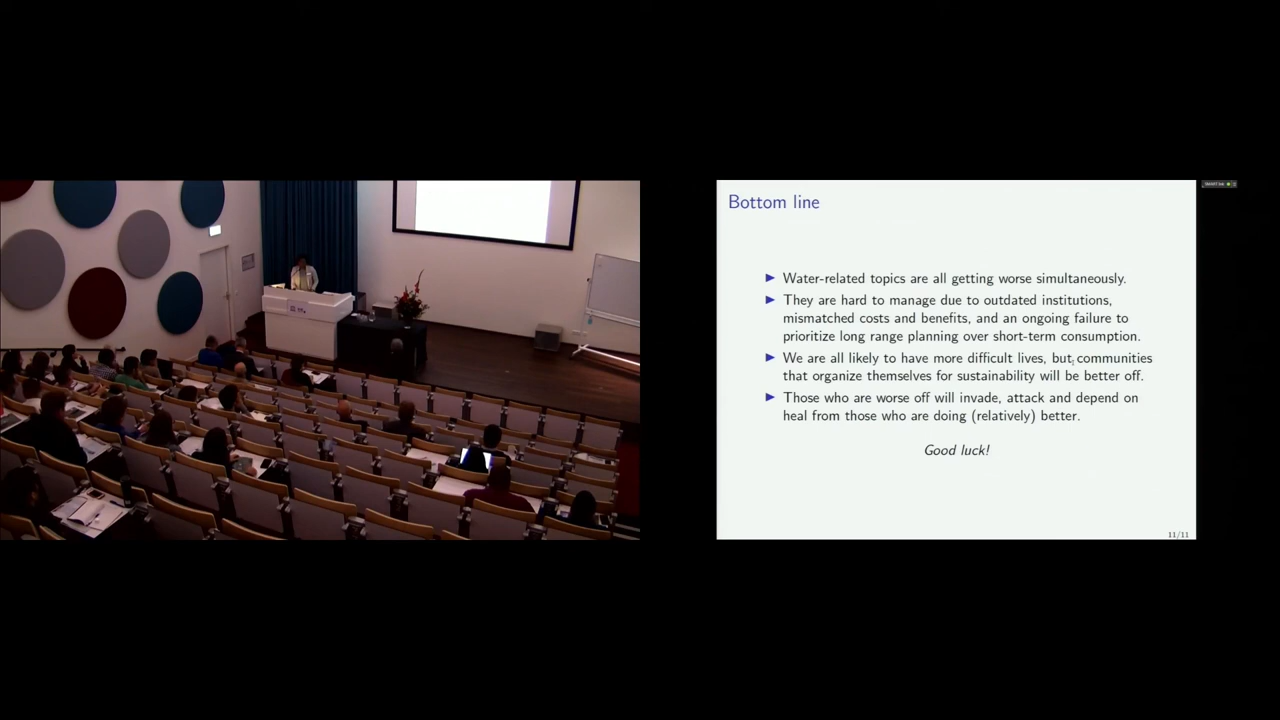 Bottom line
▶ Water-related topics are all getting worse simultaneously.
▶ They are hard to manage due to outdated institutions,
mismatched costs and benefits, and an ongoing failure to
prioritize long range planning over short-term consumption.
▶ We are all likely to have more difficult lives, but communities
that organize themselves for sustainability will be better off.
▶ Those who are worse off will invade, attack and depend on
heal from those who are doing (relatively) better.
Good luck!
11/11